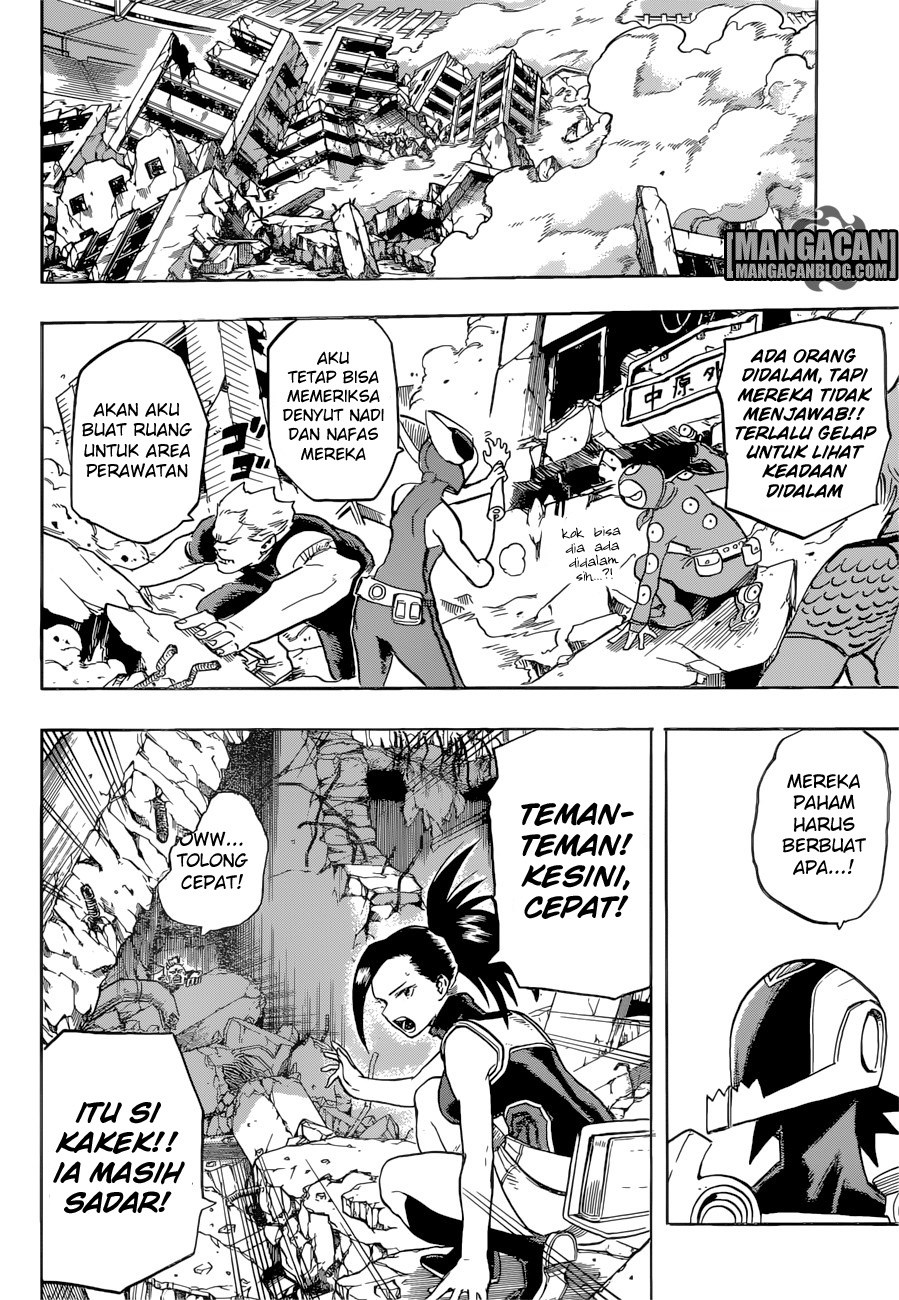 [MANGACAN]
MANGACANBLOG.COM
ADA ORANG
DIDALAM, TAPI
MEREKA TIDAK
MENJAWAB!!
TERLALU GELAP
UNTUK LIHAT
KEADAAN
DIDALAM
中原外
kok bisa
dia ada
didalam
sih...?!
AKU
TETAP BISA
MEMERIKSA
DENYUT NADI
DAN NAFAS
MEREKA
AKAN AKU
BUAT RUANG
UNTUK AREA
PERAWATAN
MEREKA
PAHAM
HARUS
BERBUAT
APA...!
TEMAN-
TEMAN!
KESINI,
CEPAT!
OWW...
TOLONG
CEPAT!
ITU SI
KAKEK!!
IA MASIH
SADAR!